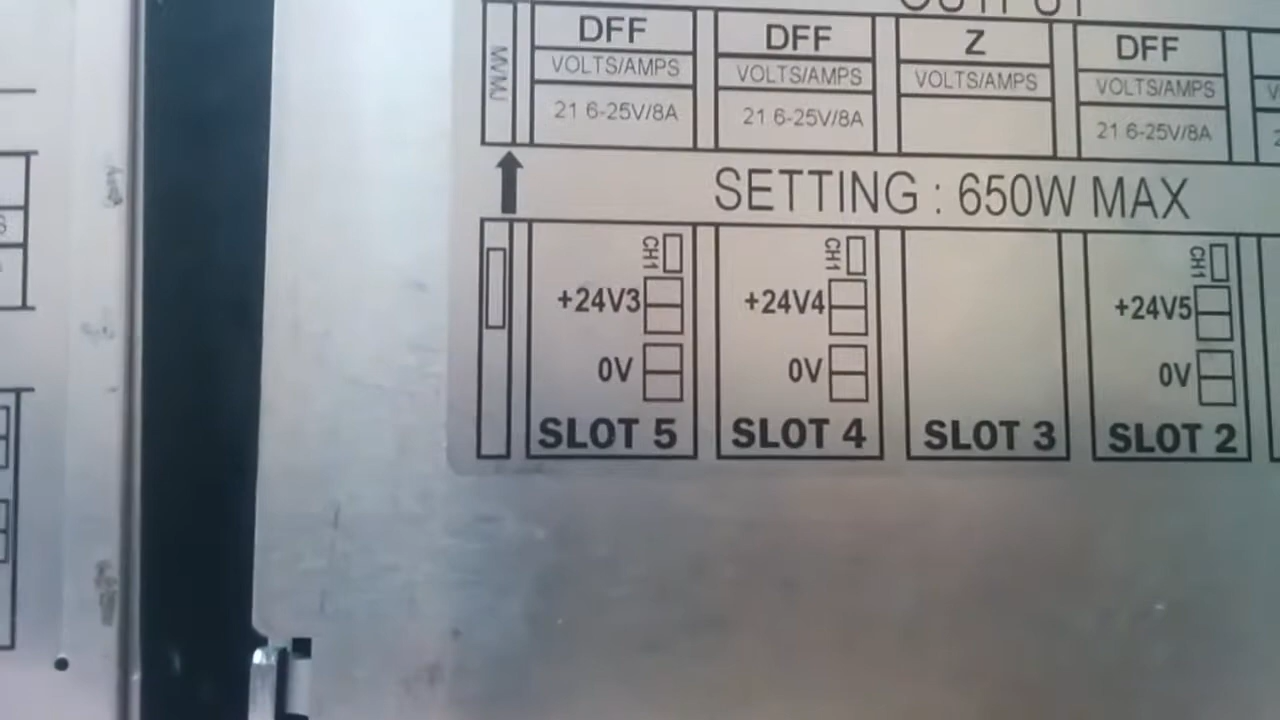 OUTPUT
MVMJ
DFF DFF Z DFF
VOLTS/AMPS VOLTS/AMPS VOLTS/AMPS VOLTS/AMPS
21 6-25V/8A 21 6-25V/8A 21 6-25V/8A
SETTING : 650W MAX
CH1 CH1 CH1
+24V3 +24V4 +24V5
0V 0V 0V
SLOT 5 SLOT 4 SLOT 3 SLOT 2